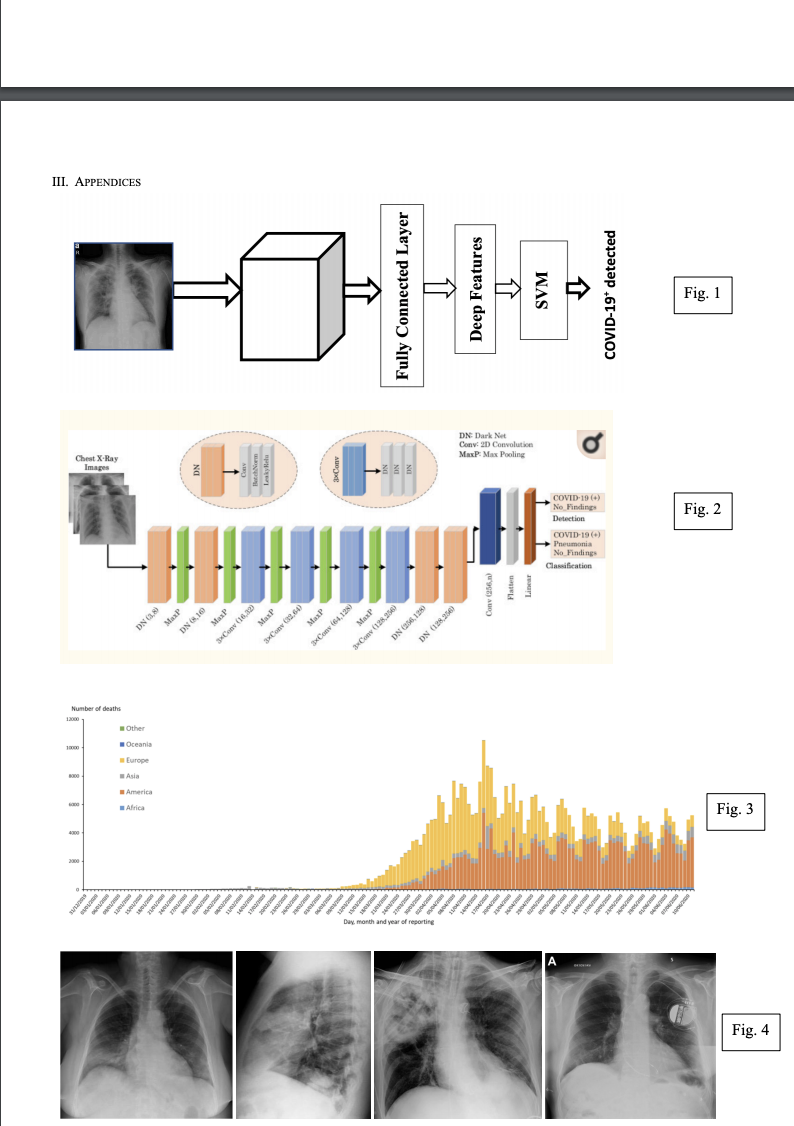 III. APPENDICES
Fully Connected Layer
Deep Features
SVM
COVID-19+ detected
Fig. 1
Chest X-Ray
Images
DN
Conv
BatchNorm
LeakyRelu
3×Conv
DN
DN
DN
DN: Dark Net
Conv: 2D Convolution
MaxP: Max Pooling
COVID-19 (+)
No_Findings
Detection
COVID-19 (+)
Pneumonia
No_Findings
Classification
DN (3,8)
MaxP
DN (8,16)
MaxP
3×Conv (16,32)
MaxP
3×Conv (32,64)
MaxP
3×Conv (64,128)
MaxP
3×Conv (128,256)
DN (256,128)
DN (128,256)
Conv (256,n)
Flatten
Linear
Fig. 2
Number of deaths
12000
10000
8000
6000
4000
2000
0
Other
Oceania
Europe
Asia
America
Africa
Day, month and year of reporting
Fig. 3
A
Fig. 4